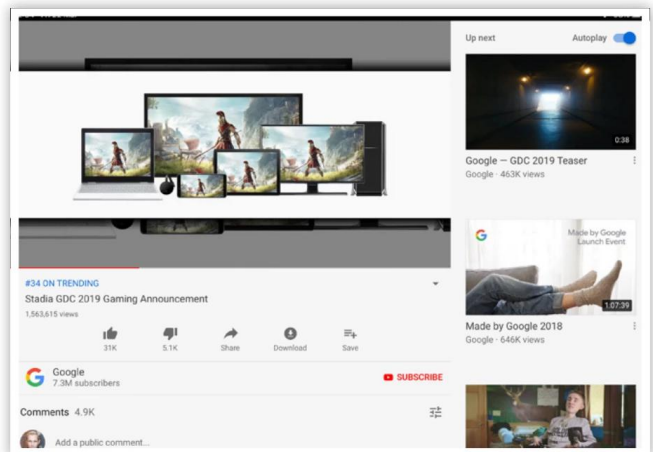 Up next
Autoplay
0:38
Google — GDC 2019 Teaser
Google · 463K views
Made by Google
Launch Event
1:07:39
Made by Google 2018
Google · 646K views
#34 ON TRENDING
Stadia GDC 2019 Gaming Announcement
1,563,615 views
31K
5.1K
Share
Download
Save
Google
7.3M subscribers
SUBSCRIBE
Comments 4.9K
Add a public comment...